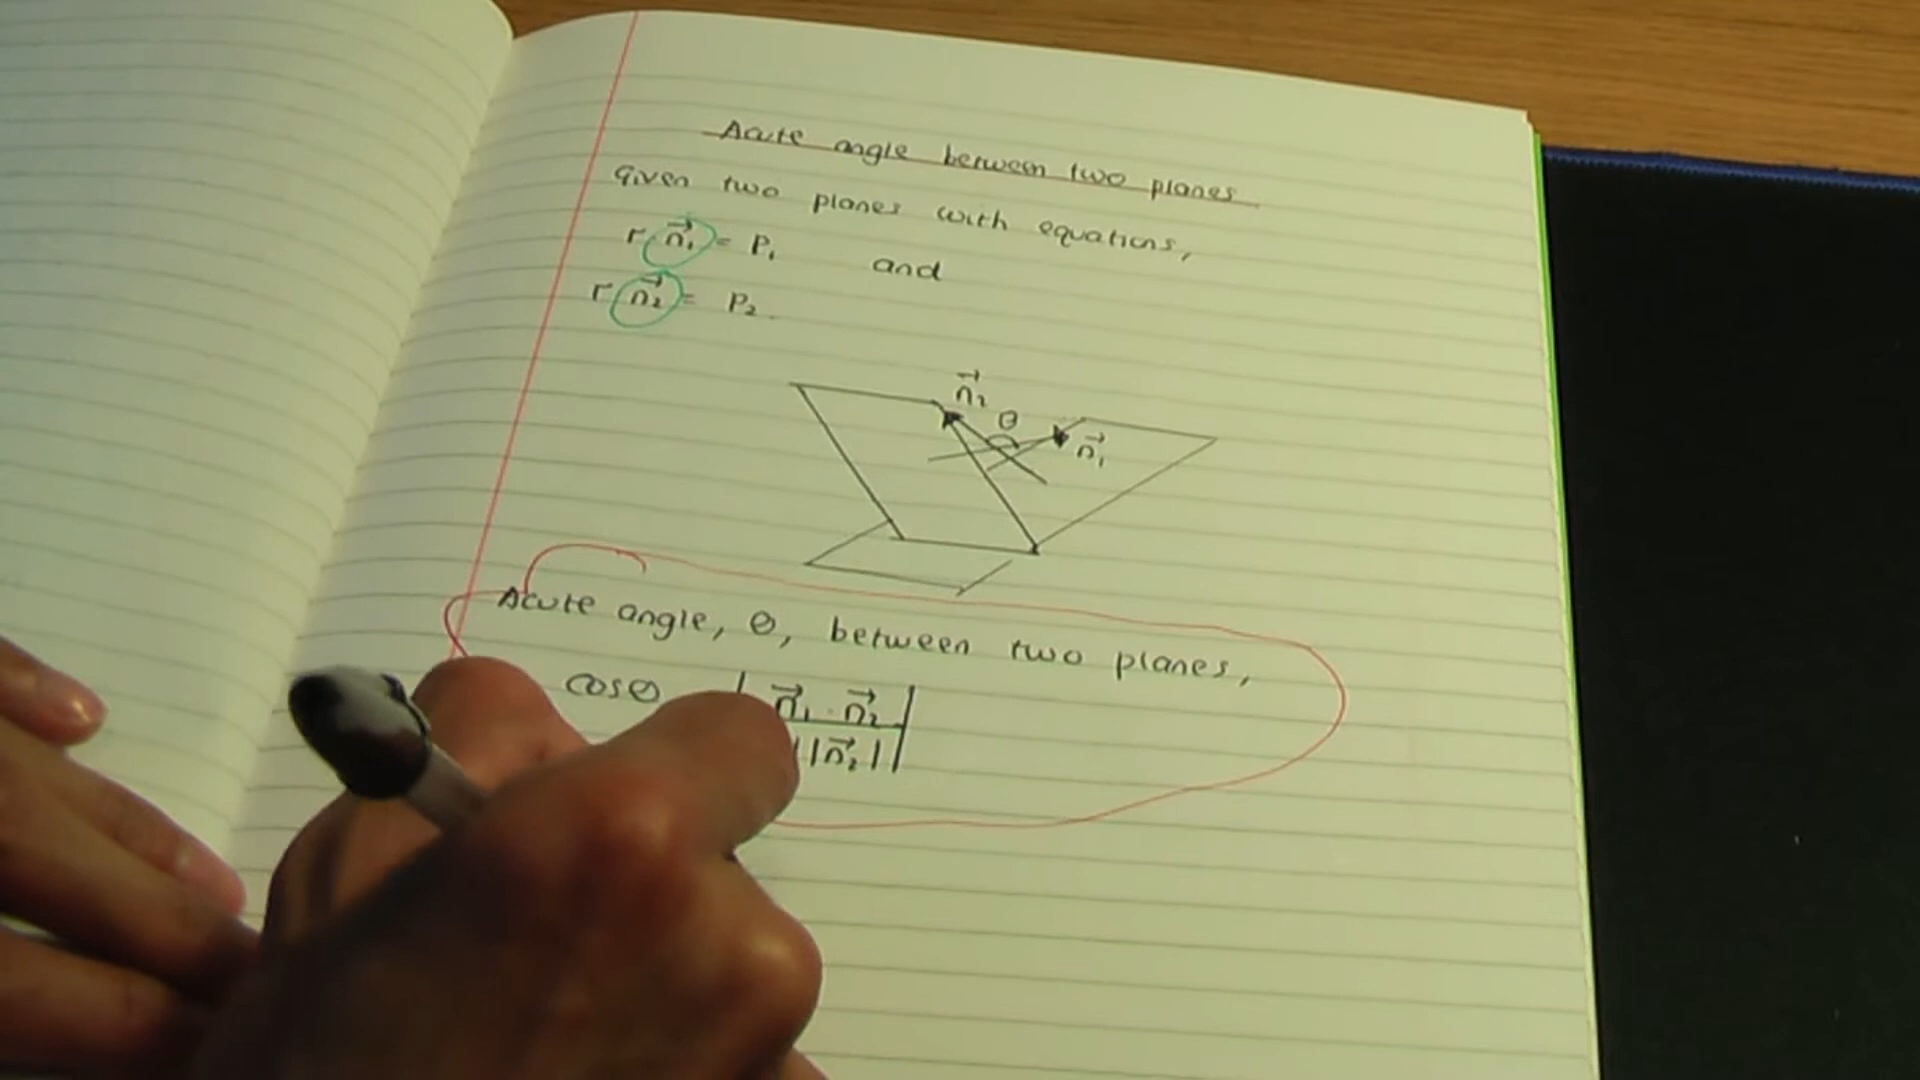 Acute angle between two planes
Given two planes with equations,
r.n⃗₁ = P₁ and
r.n⃗₂ = P₂.
n⃗₂
θ
n⃗₁
Acute angle, θ, between two planes,
cosθ | n⃗₁ . n⃗₂ |
||n⃗₂||